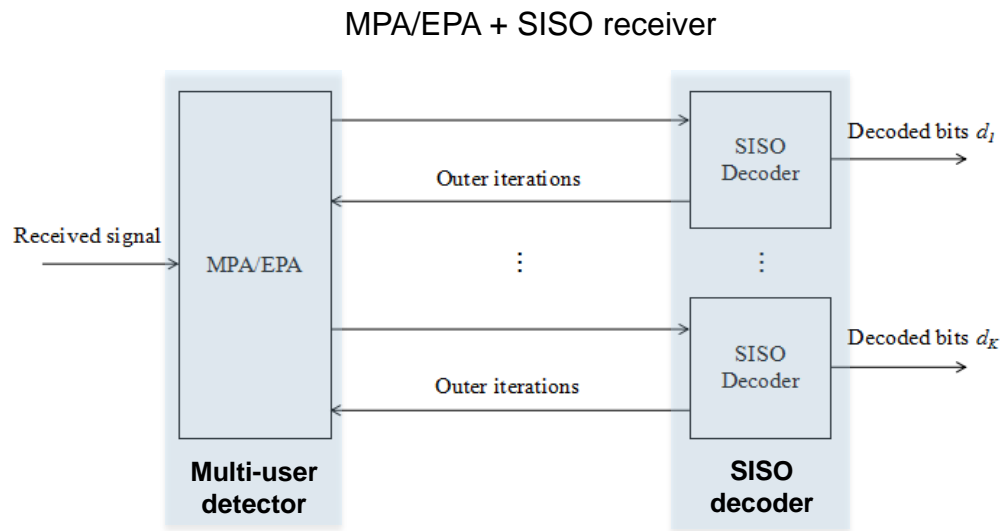 MPA/EPA + SISO receiver
Received signal
MPA/EPA
Outer iterations
⋮
Outer iterations
SISO
Decoder
⋮
SISO
Decoder
Decoded bits d1
Decoded bits dK
Multi-user
detector
SISO
decoder